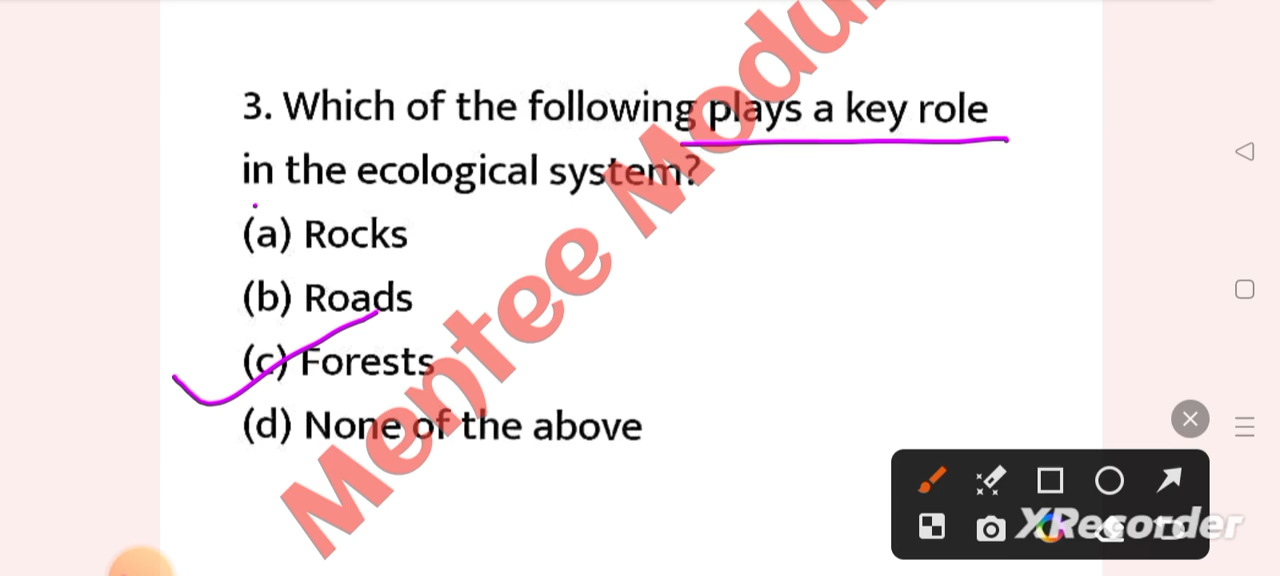 3. Which of the following plays a key role
in the ecological system?
(a) Rocks
(b) Roads
(c) Forests
(d) None of the above
Mentee Modu
XRecorder